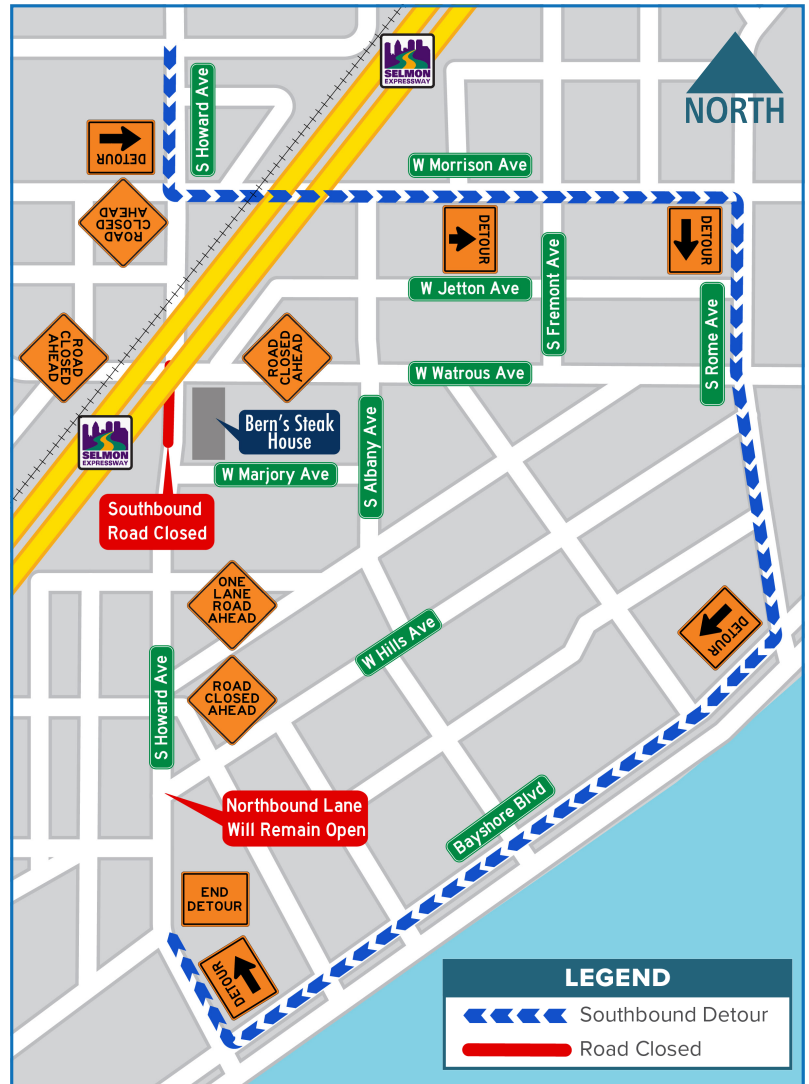 SELMON
EXPRESSWAY
NORTH
S Howard Ave
DETOUR
W Morrison Ave
ROAD
CLOSED
AHEAD
DETOUR
DETOUR
S Fremont Ave
W Jetton Ave
S Rome Ave
ROAD
CLOSED
AHEAD
ROAD
CLOSED
AHEAD
W Watrous Ave
Bern's Steak
House
S Albany Ave
SELMON
EXPRESSWAY
W Marjory Ave
Southbound
Road Closed
ONE
LANE
ROAD
AHEAD
DETOUR
W Hills Ave
S Howard Ave
ROAD
CLOSED
AHEAD
Northbound Lane
Will Remain Open
Bayshore Blvd
END
DETOUR
DETOUR
LEGEND
Southbound Detour
Road Closed